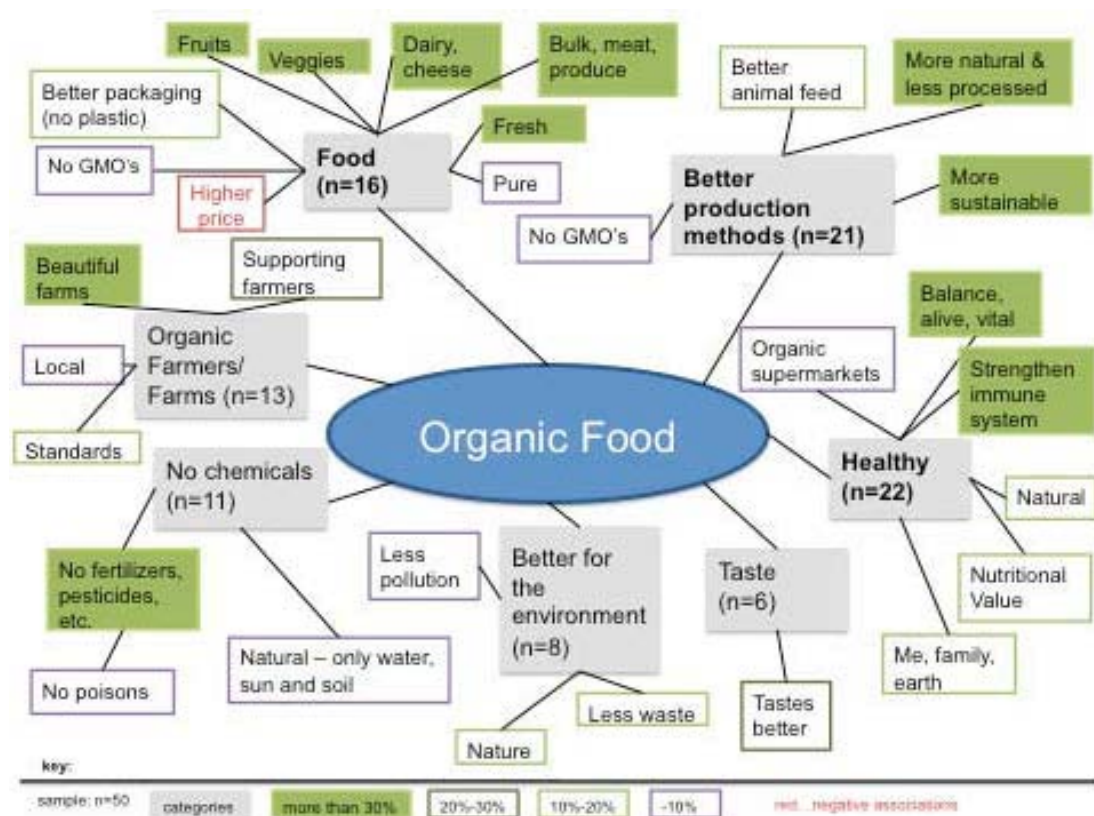 Fruits
Veggies
Dairy,
cheese
Bulk, meat,
produce
Better
animal feed
More natural &
less processed
Better packaging
(no plastic)
Fresh
No GMO's
Food
(n=16)
Higher
price
Pure
Better
production
methods (n=21)
More
sustainable
No GMO's
Beautiful
farms
Supporting
farmers
Balance,
alive, vital
Organic
Farmers/
Farms (n=13)
Local
Organic
supermarkets
Strengthen
immune
system
Standards
Organic Food
No chemicals
(n=11)
Healthy
(n=22)
Natural
Less
pollution
Better for
the
environment
(n=8)
Taste
(n=6)
No fertilizers,
pesticides,
etc.
Nutritional
Value
No poisons
Natural – only water,
sun and soil
Me, family,
earth
Less waste
Tastes
better
Nature
key:
sample: n=50
categories
more than 30%
20%-30%
10%-20%
-10%
red...negative associations